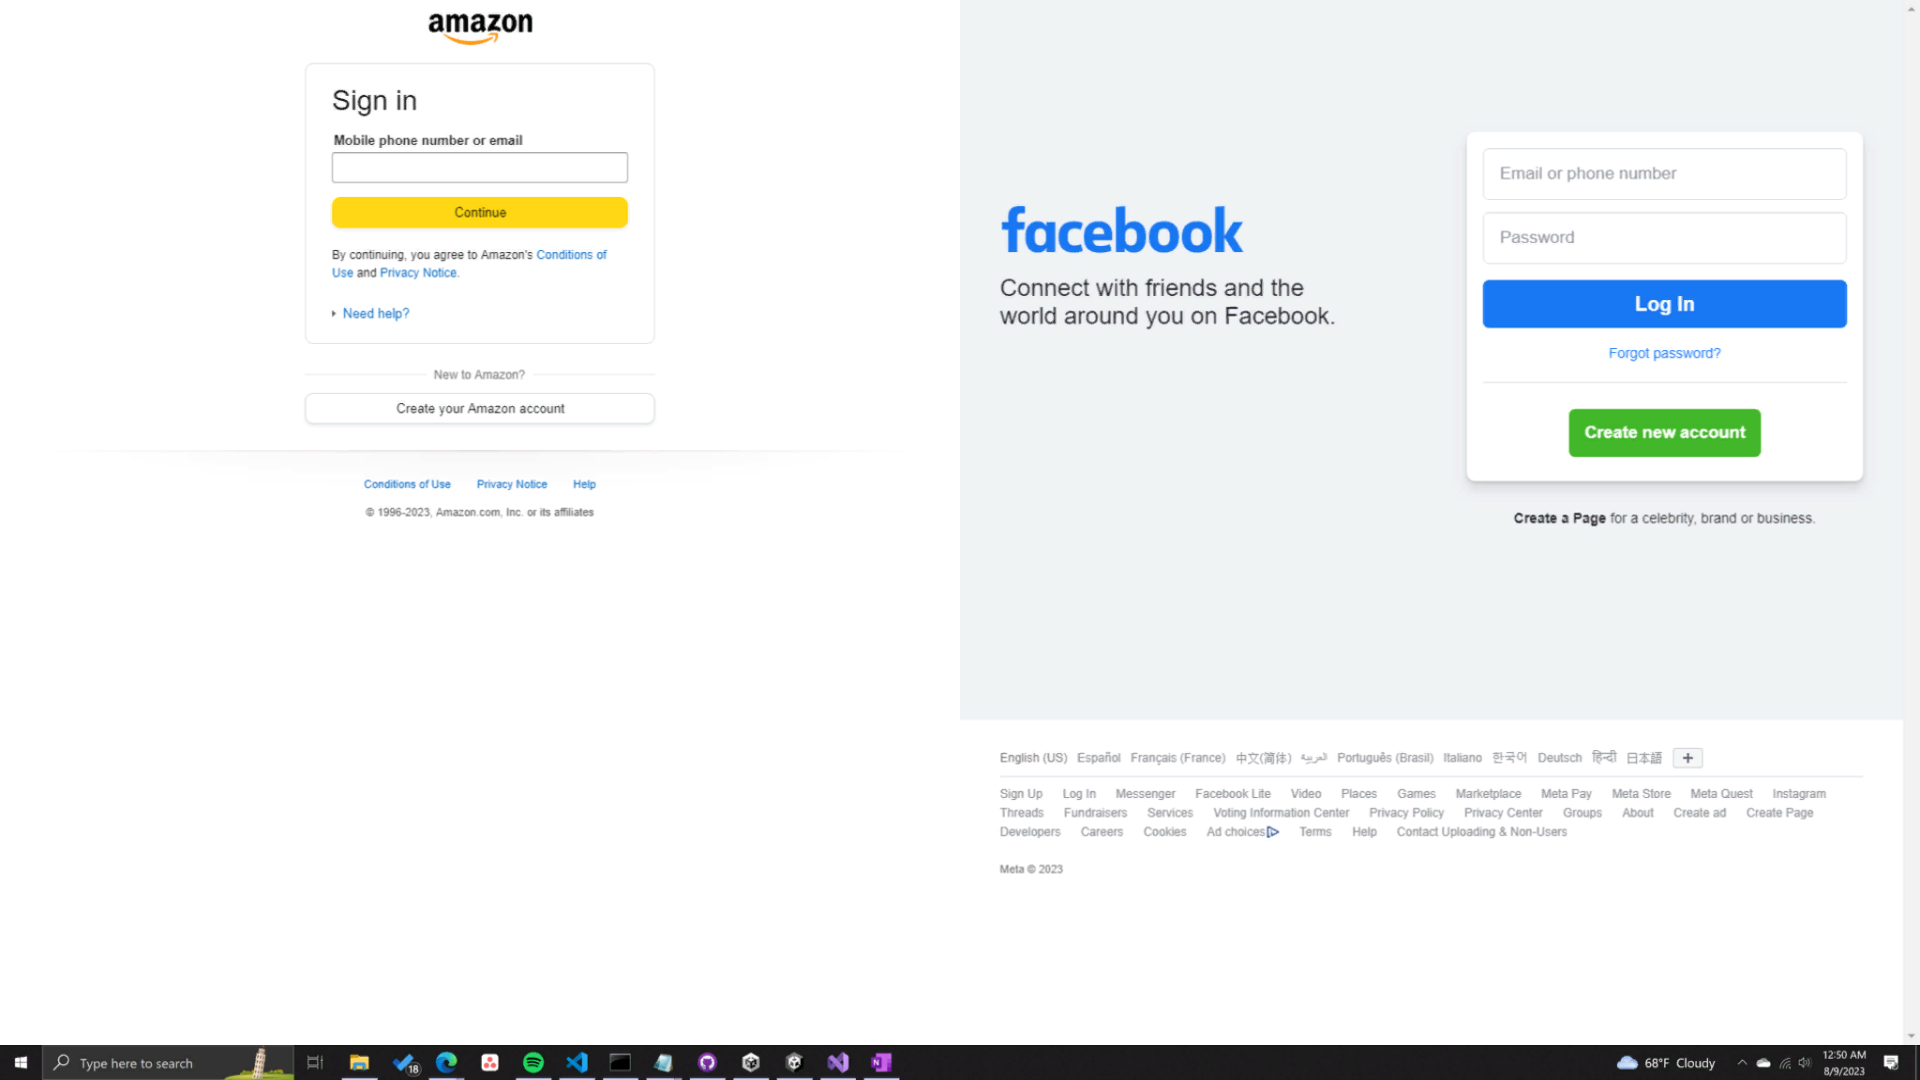 amazon
Sign in
Mobile phone number or email
Continue
By continuing, you agree to Amazon's Conditions of
Use and Privacy Notice.
Need help?
New to Amazon?
Create your Amazon account
Conditions of Use Privacy Notice Help
© 1996-2023, Amazon.com, Inc. or its affiliates
facebook
Connect with friends and the
world around you on Facebook.
Email or phone number
Password
Log In
Forgot password?
Create new account
Create a Page for a celebrity, brand or business.
English (US) Español Français (France) 中文(简体) العربية Português (Brasil) Italiano 한국어 Deutsch हिन्दी 日本語 +
Sign Up Log In Messenger Facebook Lite Video Places Games Marketplace Meta Pay Meta Store Meta Quest Instagram
Threads Fundraisers Services Voting Information Center Privacy Policy Privacy Center Groups About Create ad Create Page
Developers Careers Cookies Ad choices Terms Help Contact Uploading & Non-Users
Meta © 2023
Type here to search
18
N
68°F Cloudy
12:50 AM
8/9/2023